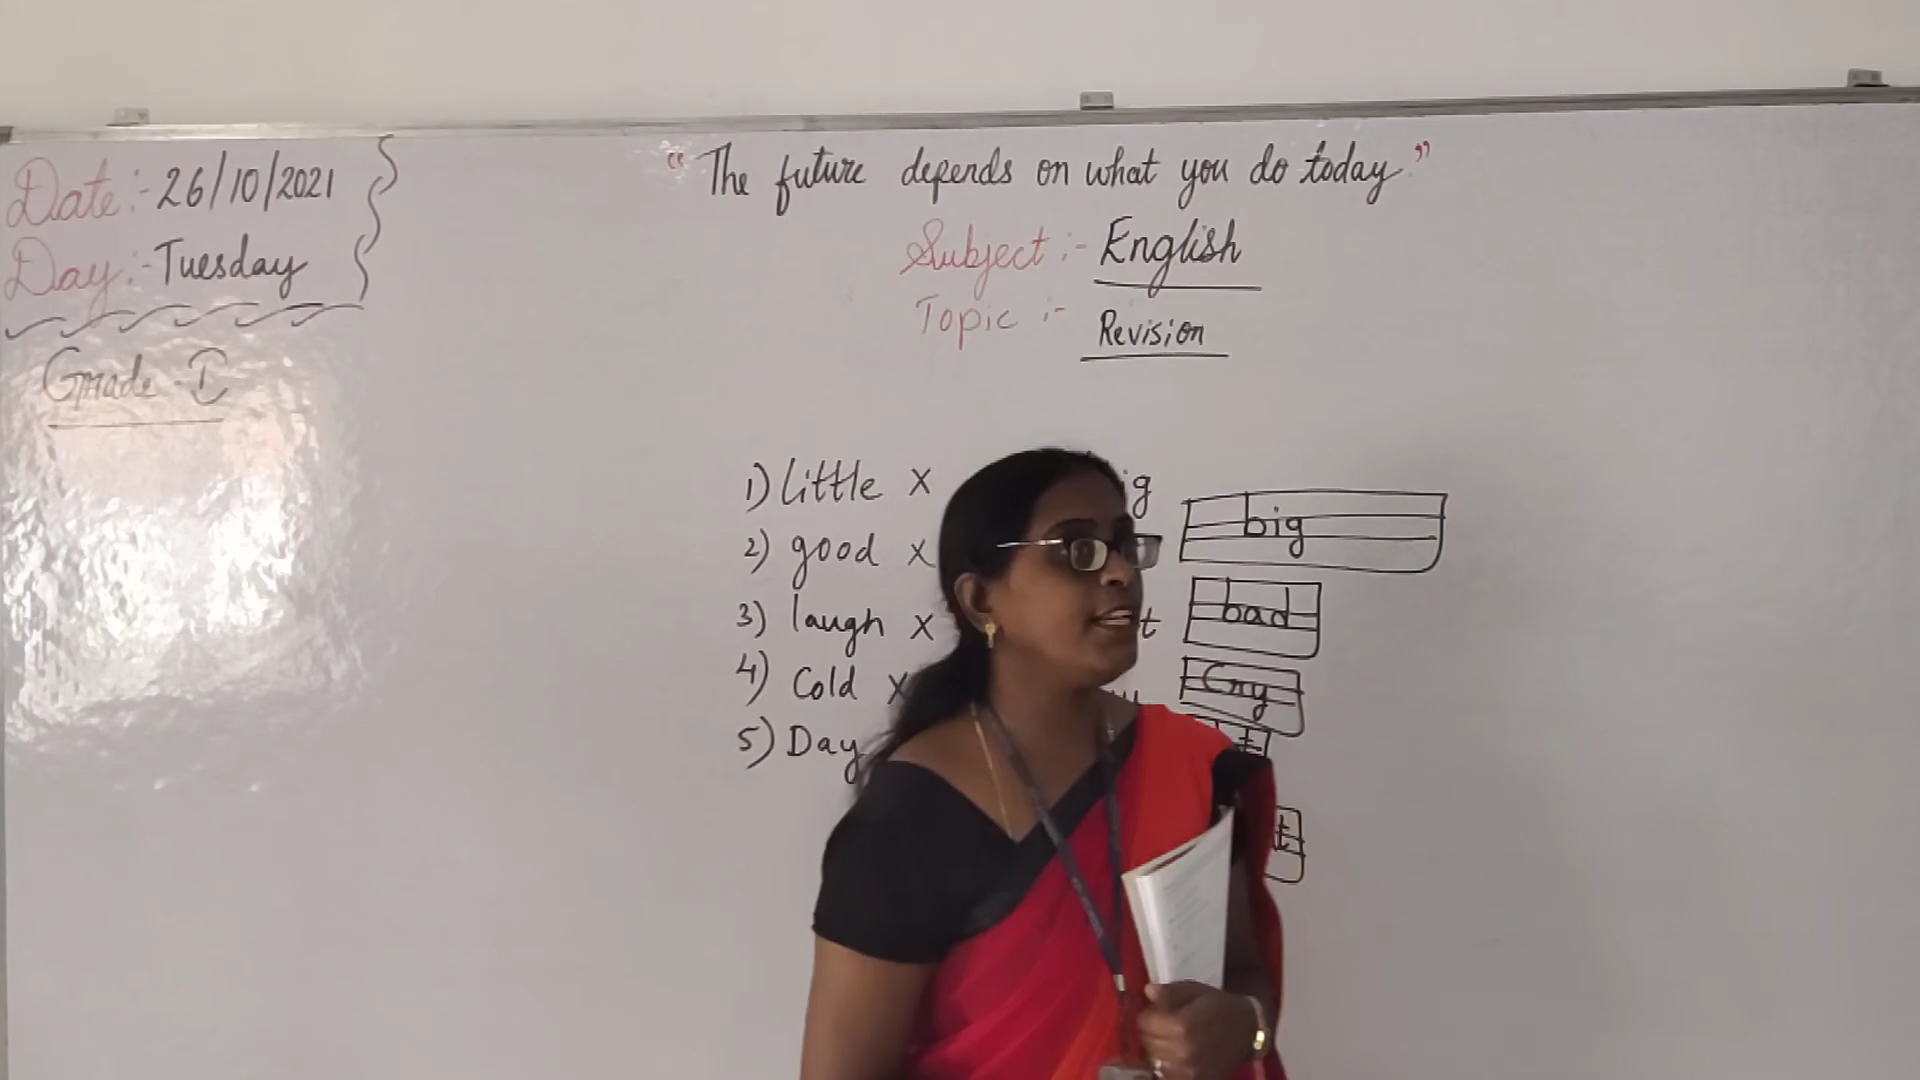 Date:- 26/10/2021
Day:- Tuesday
Grade - I
“The future depends on what you do today”
Subject :- English
Topic :- Revision
1) little x
2) good x
3) laugh x
4) Cold x
5) Day
big
bad
Cry